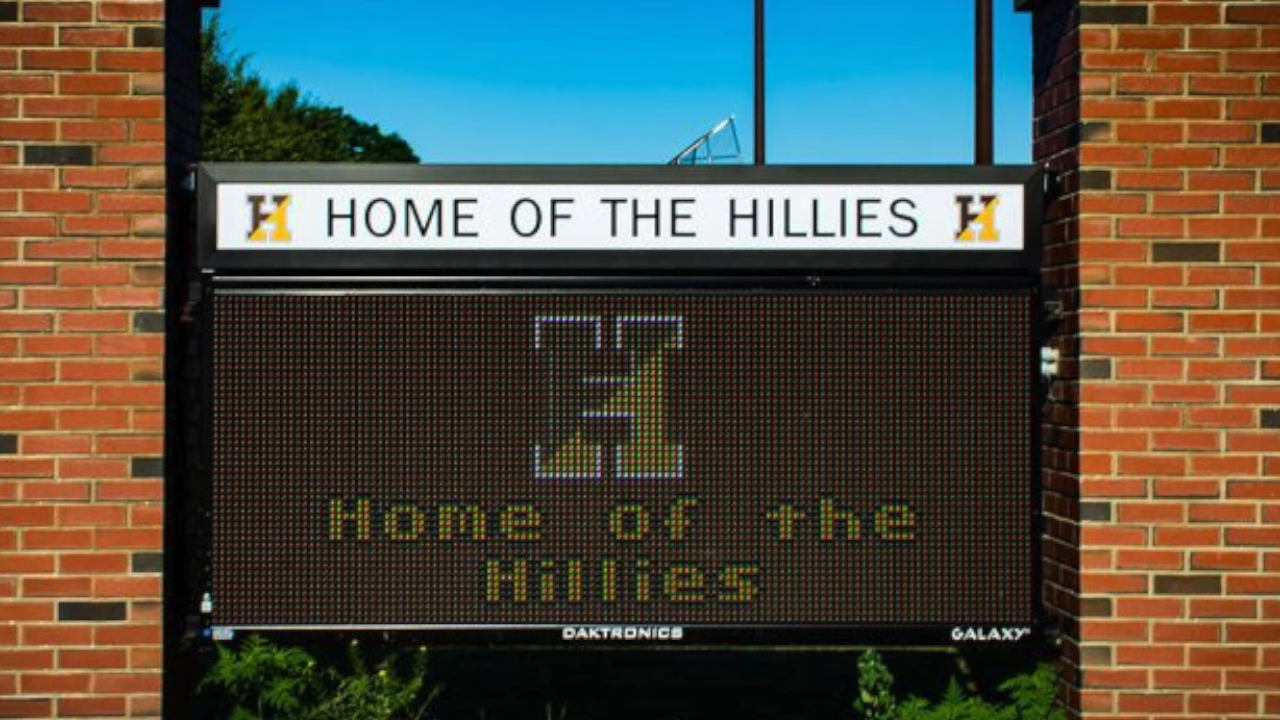 H HOME OF THE HILLIES H
H
Home of the
Hillies
DAKTRONICS GALAXY®